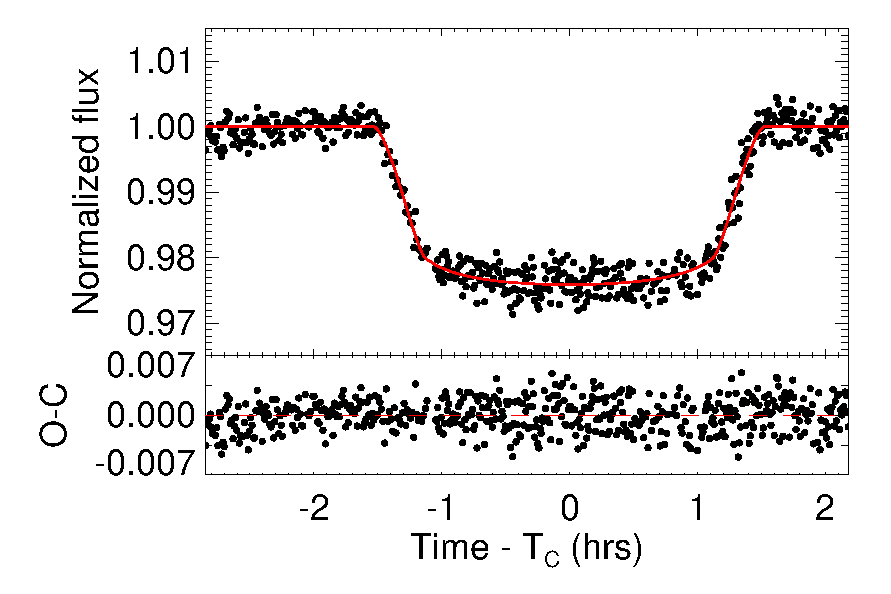 Normalized flux
1.01
1.00
0.99
0.98
0.97
O-C
0.007
0.000
-0.007
-2 -1 0 1 2
Time - T_C (hrs)